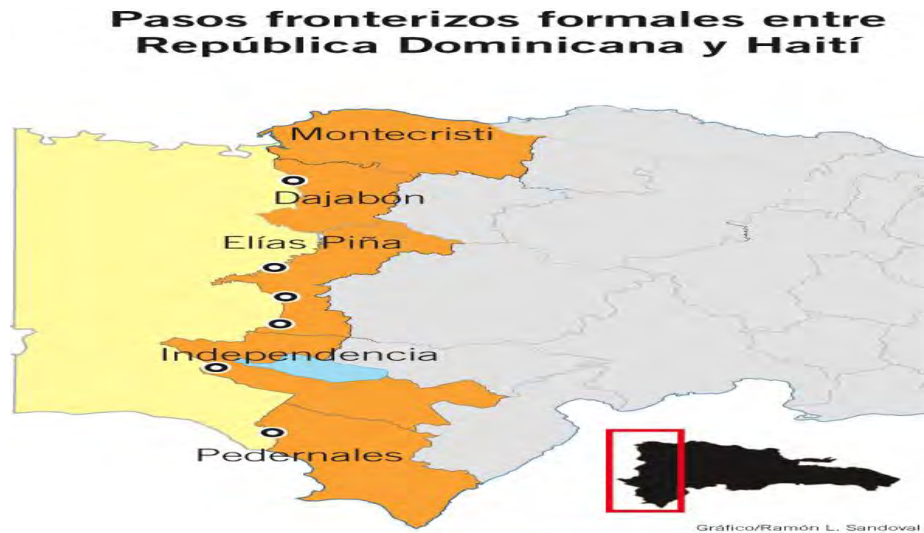 Pasos fronterizos formales entre
República Dominicana y Haití
Montecristi
Dajabón
Elías Piña
Independencia
Pedernales
Gráfico/Ramón L. Sandoval